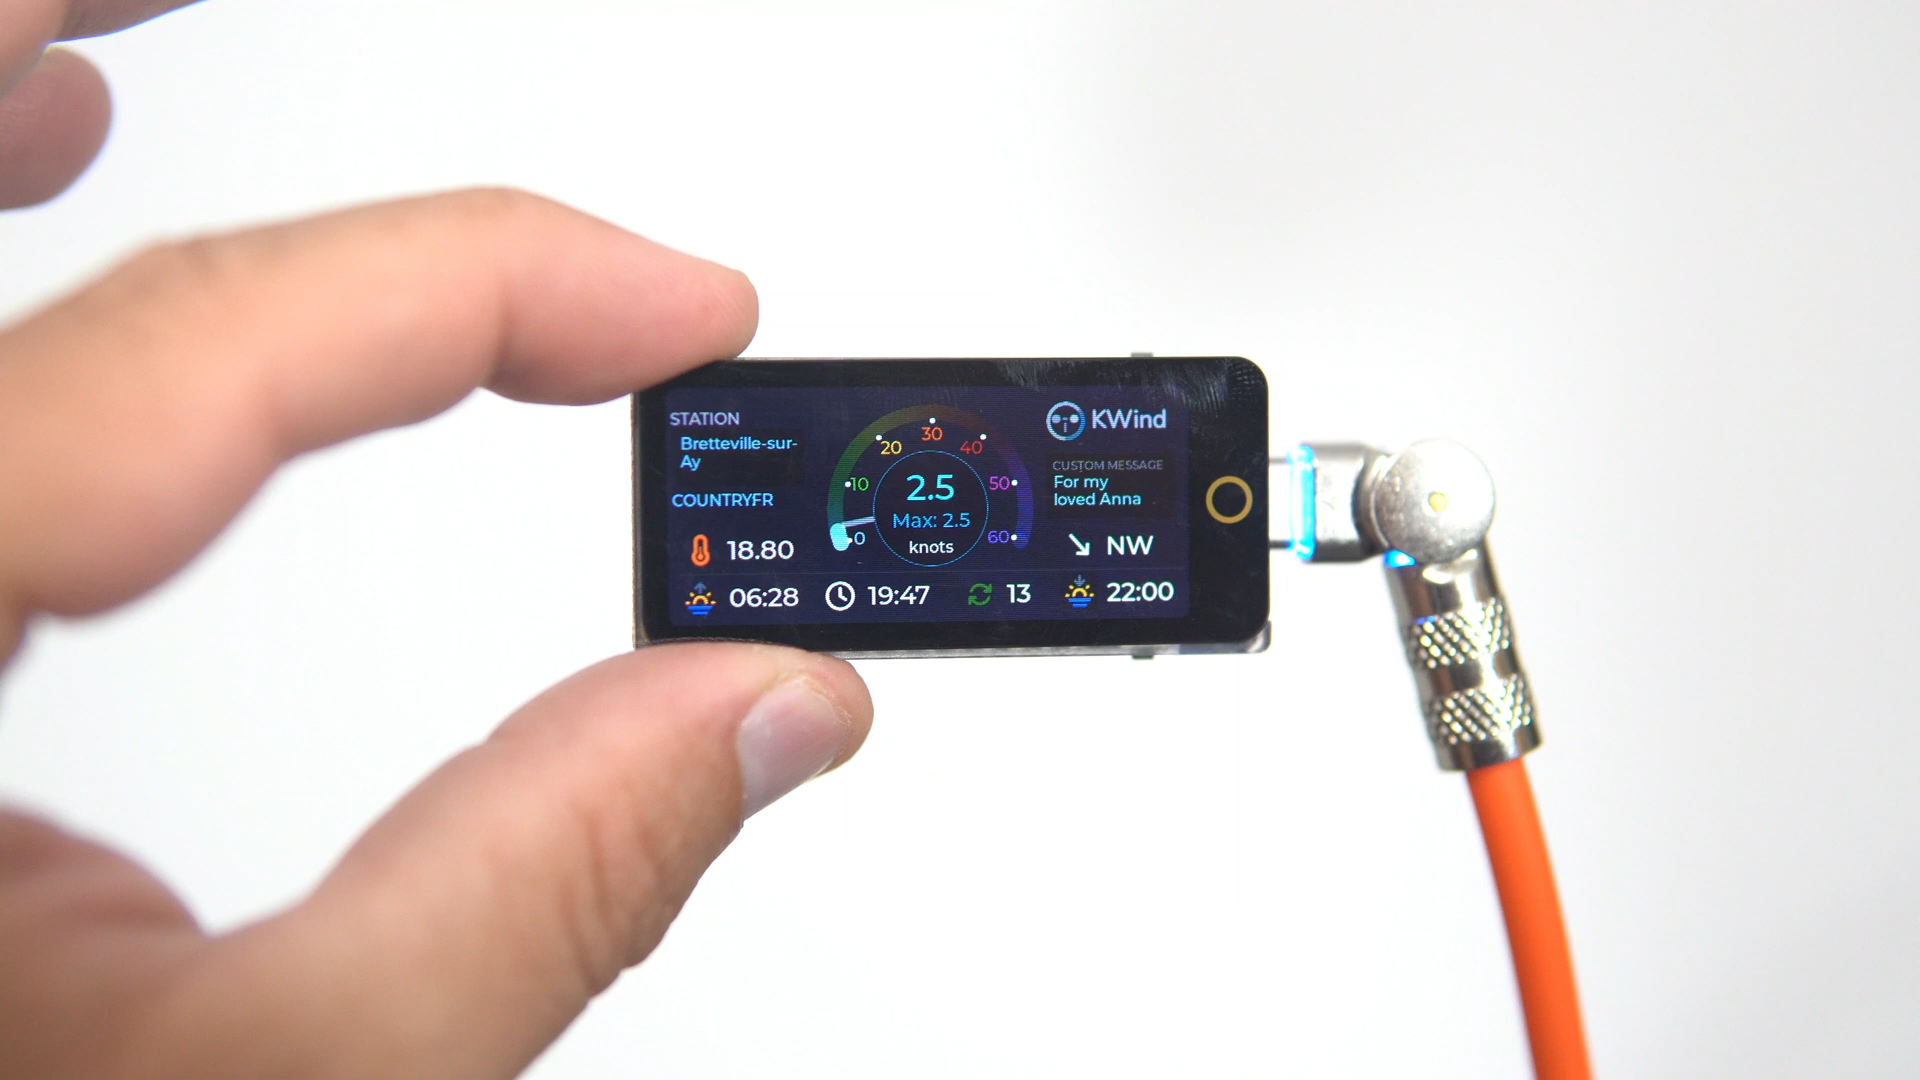 STATION
Bretteville-sur-
Ay
COUNTRYFR
18.80
06:28
10
20
30
40
50
60
0
2.5
Max: 2.5
knots
19:47
13
KWind
CUSTOM MESSAGE
For my
loved Anna
NW
22:00